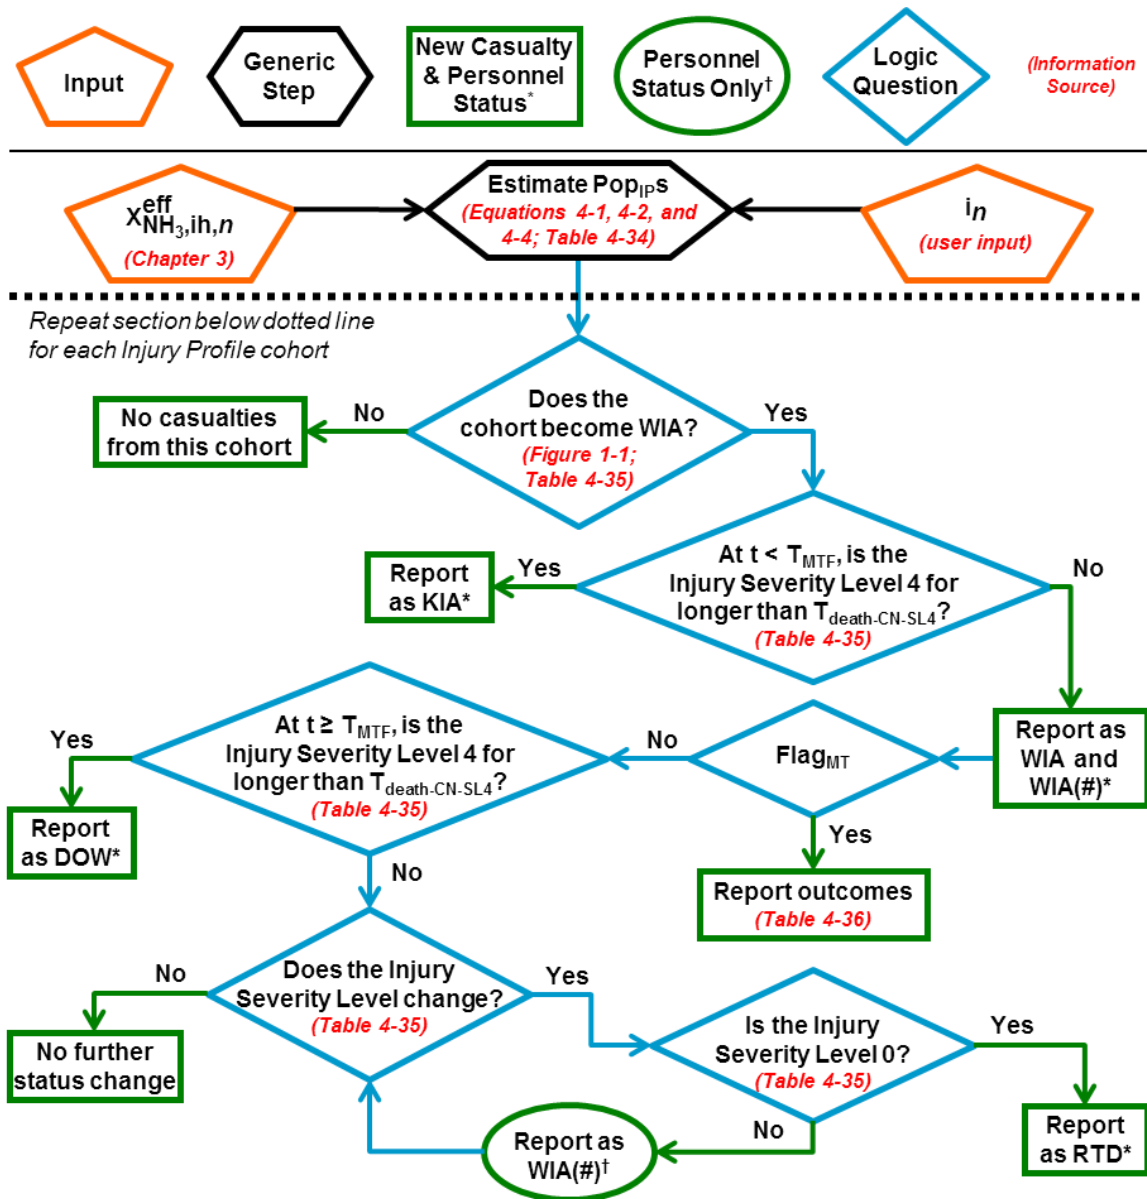 Input
Generic
Step
New Casualty
& Personnel
Status*
Personnel
Status Only†
Logic
Question
(Information
Source)
X^eff_NH3,ih,n
(Chapter 3)
Estimate Pop_IPs
(Equations 4-1, 4-2, and
4-4; Table 4-34)
i_n
(user input)
Repeat section below dotted line
for each Injury Profile cohort
Does the
cohort become WIA?
(Figure 1-1;
Table 4-35)
No
Yes
No casualties
from this cohort
At t < T_MTF, is the
Injury Severity Level 4 for
longer than T_death-CN-SL4?
(Table 4-35)
Yes
No
Report
as KIA*
Report as
WIA and
WIA(#)*
Flag_MT
No
Yes
Report outcomes
(Table 4-36)
At t ≥ T_MTF, is the
Injury Severity Level 4 for
longer than T_death-CN-SL4?
(Table 4-35)
Yes
No
Report
as DOW*
Does the Injury
Severity Level change?
(Table 4-35)
No
Yes
No further
status change
Is the Injury
Severity Level 0?
(Table 4-35)
Yes
No
Report as
WIA(#)†
Report
as RTD*